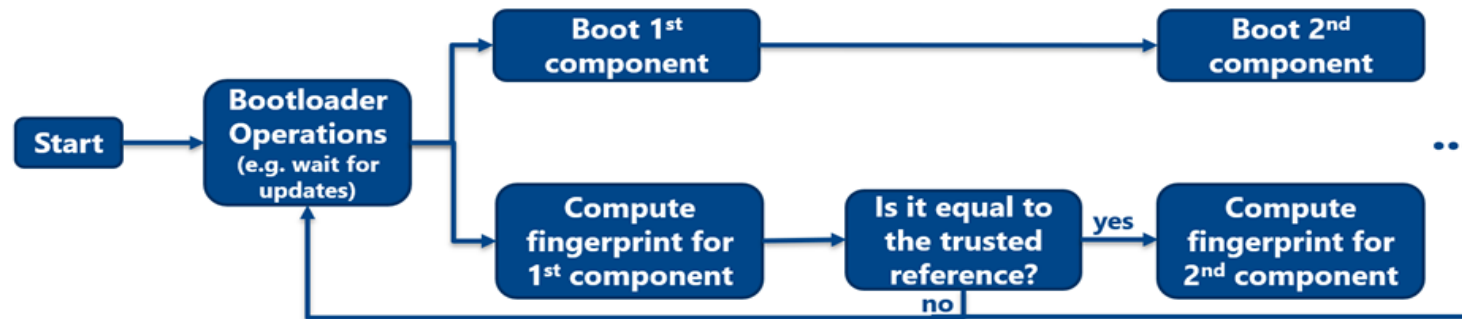 Boot 1st
component
Boot 2nd
component
Start
Bootloader
Operations
(e.g. wait for
updates)
..
Compute
fingerprint for
1st component
Is it equal to
the trusted
reference?
yes
Compute
fingerprint for
2nd component
no